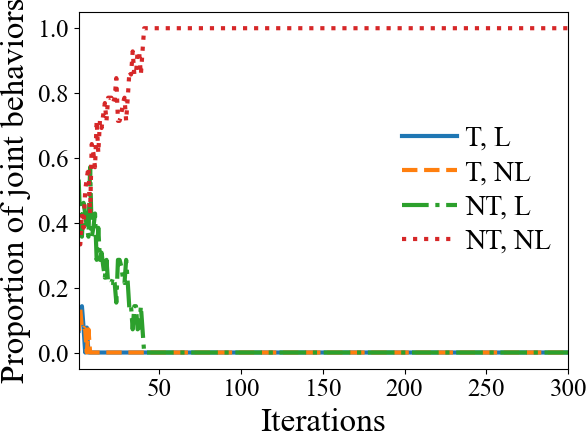 Proportion of joint behaviors
1.0
0.8
0.6
0.4
0.2
0.0
T, L
T, NL
NT, L
NT, NL
50 100 150 200 250 300
Iterations